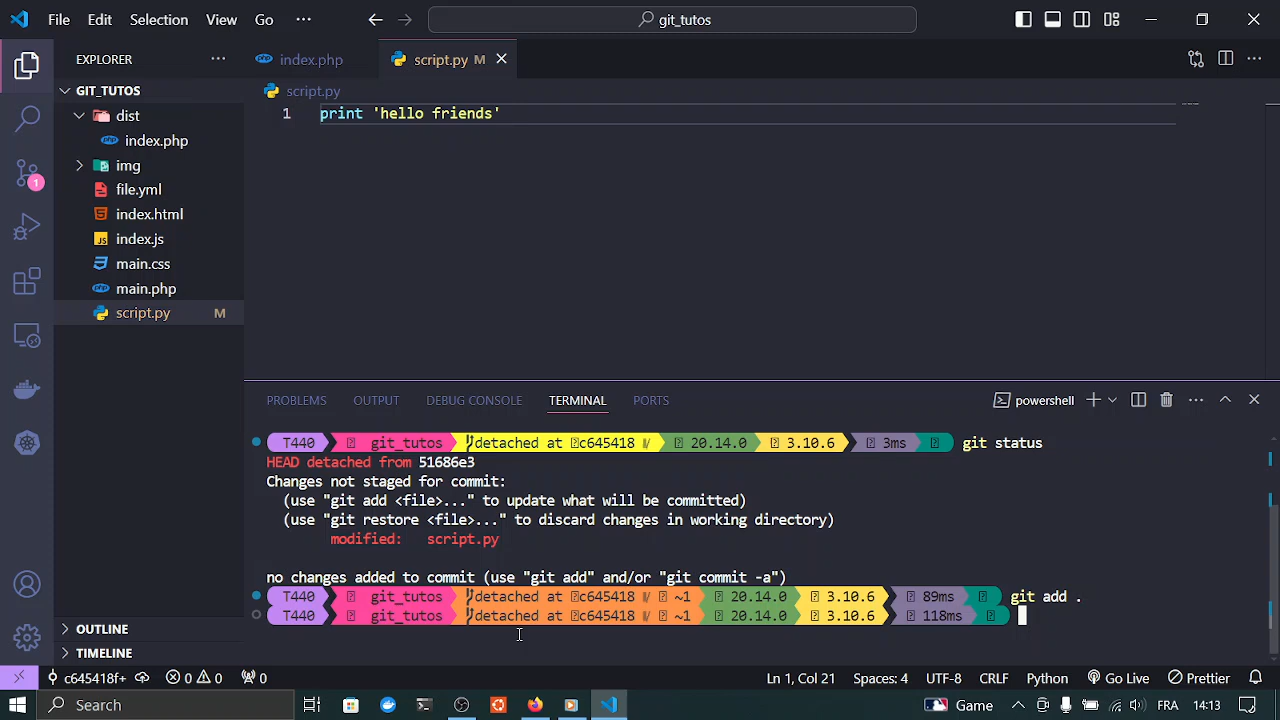 File Edit Selection View Go ··· git_tutos
EXPLORER ···
index.php
script.py M
GIT_TUTOS
script.py
dist
1 print 'hello friends'
index.php
img
1
file.yml
index.html
index.js
main.css
main.php
script.py M
PROBLEMS OUTPUT DEBUG CONSOLE TERMINAL PORTS powershell
T440 git_tutos detached at c645418 20.14.0 3.10.6 3ms git status
HEAD detached from 51686e3
Changes not staged for commit:
(use "git add <file>..." to update what will be committed)
(use "git restore <file>..." to discard changes in working directory)
modified: script.py
no changes added to commit (use "git add" and/or "git commit -a")
T440 git_tutos detached at c645418 ~1 20.14.0 3.10.6 89ms git add .
T440 git_tutos detached at c645418 ~1 20.14.0 3.10.6 118ms
OUTLINE
TIMELINE
c645418f+ 0 0 0 Ln 1, Col 21 Spaces: 4 UTF-8 CRLF Python Go Live Prettier
Search Game FRA 14:13